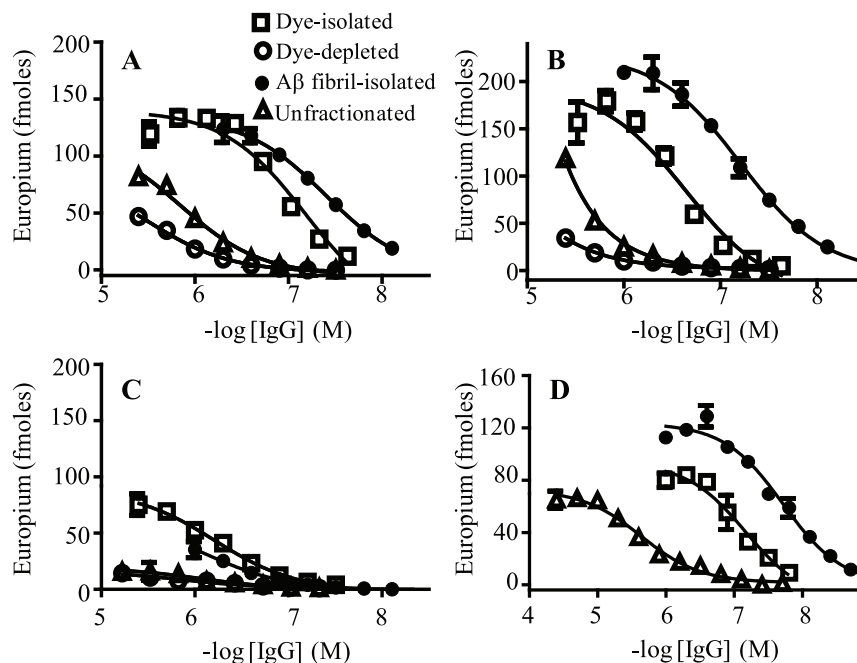 Dye-isolated
Dye-depleted
Aβ fibril-isolated
Unfractionated
A
Europium (fmoles)
200
150
100
50
0
5 6 7 8
-log [IgG] (M)
B
Europium (fmoles)
200
150
100
50
0
5 6 7 8
-log [IgG] (M)
C
Europium (fmoles)
200
150
100
50
0
5 6 7 8
-log [IgG] (M)
D
Europium (fmoles)
160
120
80
40
0
4 5 6 7 8
-log [IgG] (M)